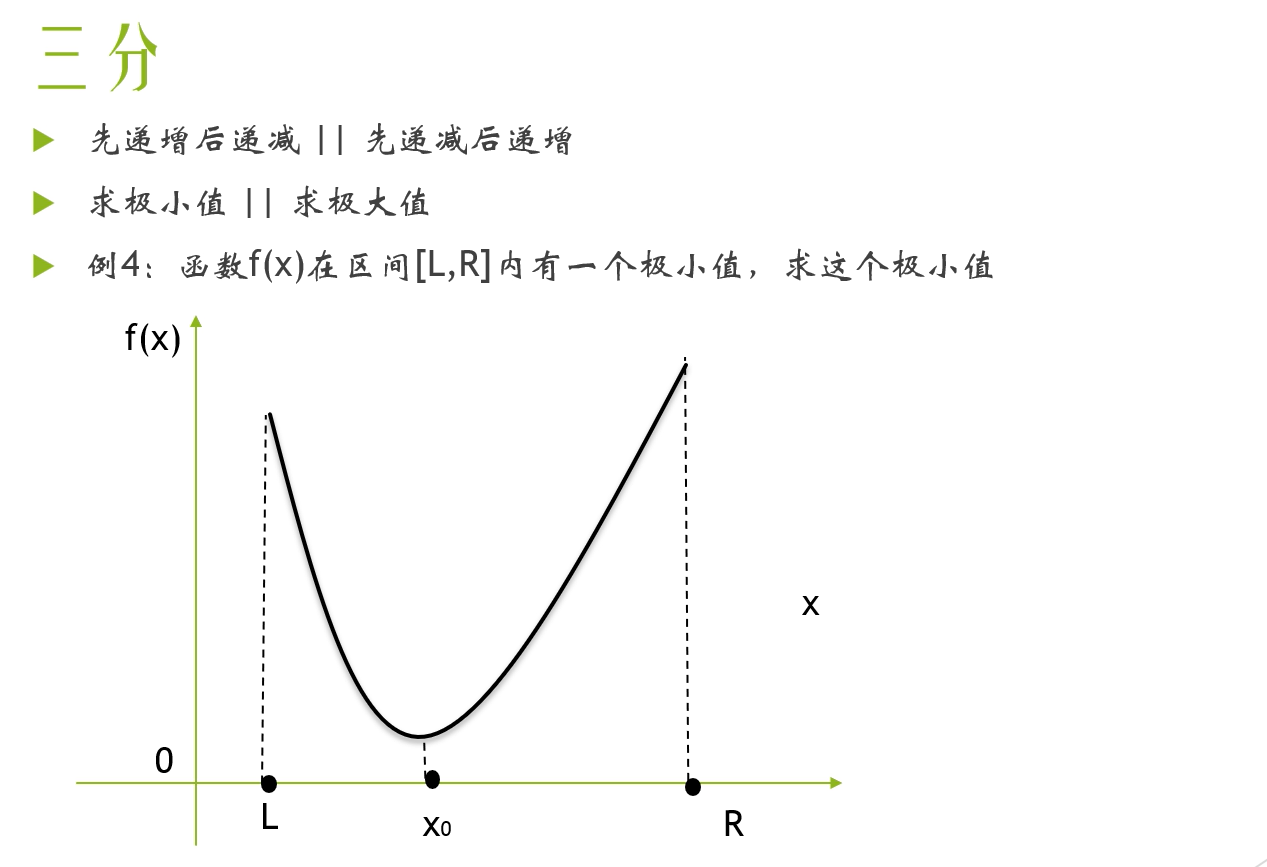 三分
先递增后递减 || 先递减后递增
求极小值 || 求极大值
例4：函数f(x)在区间[L,R]内有一个极小值，求这个极小值
f(x)
x
0
L
x₀
R